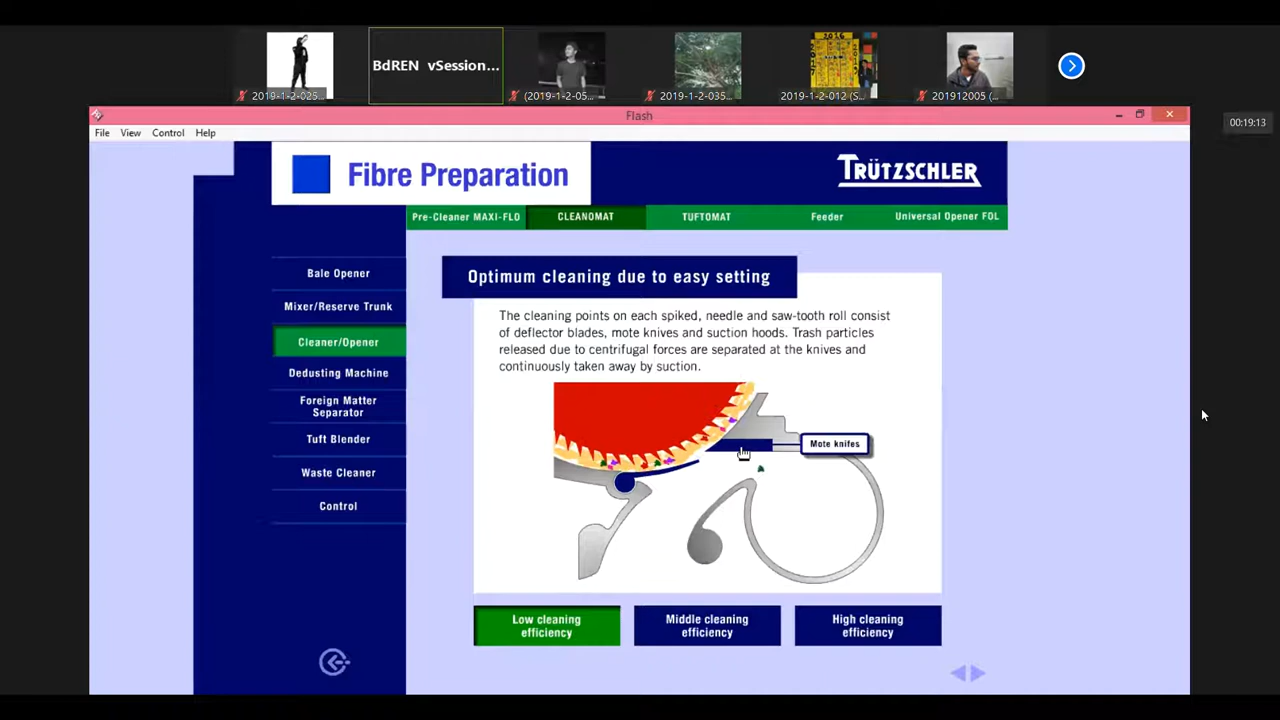 BdREN vSession...
2019-1-2-025...
(2019-1-2-05...
2019-1-2-035...
2019-1-2-012 (S...
201912005 (...
Flash
00:19:13
File View Control Help
Fibre Preparation
TRÜTZSCHLER
Pre-Cleaner MAXI-FLO CLEANOMAT TUFTOMAT Feeder Universal Opener FOL
Bale Opener
Mixer/Reserve Trunk
Cleaner/Opener
Dedusting Machine
Foreign Matter
Separator
Tuft Blender
Waste Cleaner
Control
Optimum cleaning due to easy setting
The cleaning points on each spiked, needle and saw-tooth roll consist
of deflector blades, mote knives and suction hoods. Trash particles
released due to centrifugal forces are separated at the knives and
continuously taken away by suction.
Mote knifes
Low cleaning
efficiency
Middle cleaning
efficiency
High cleaning
efficiency